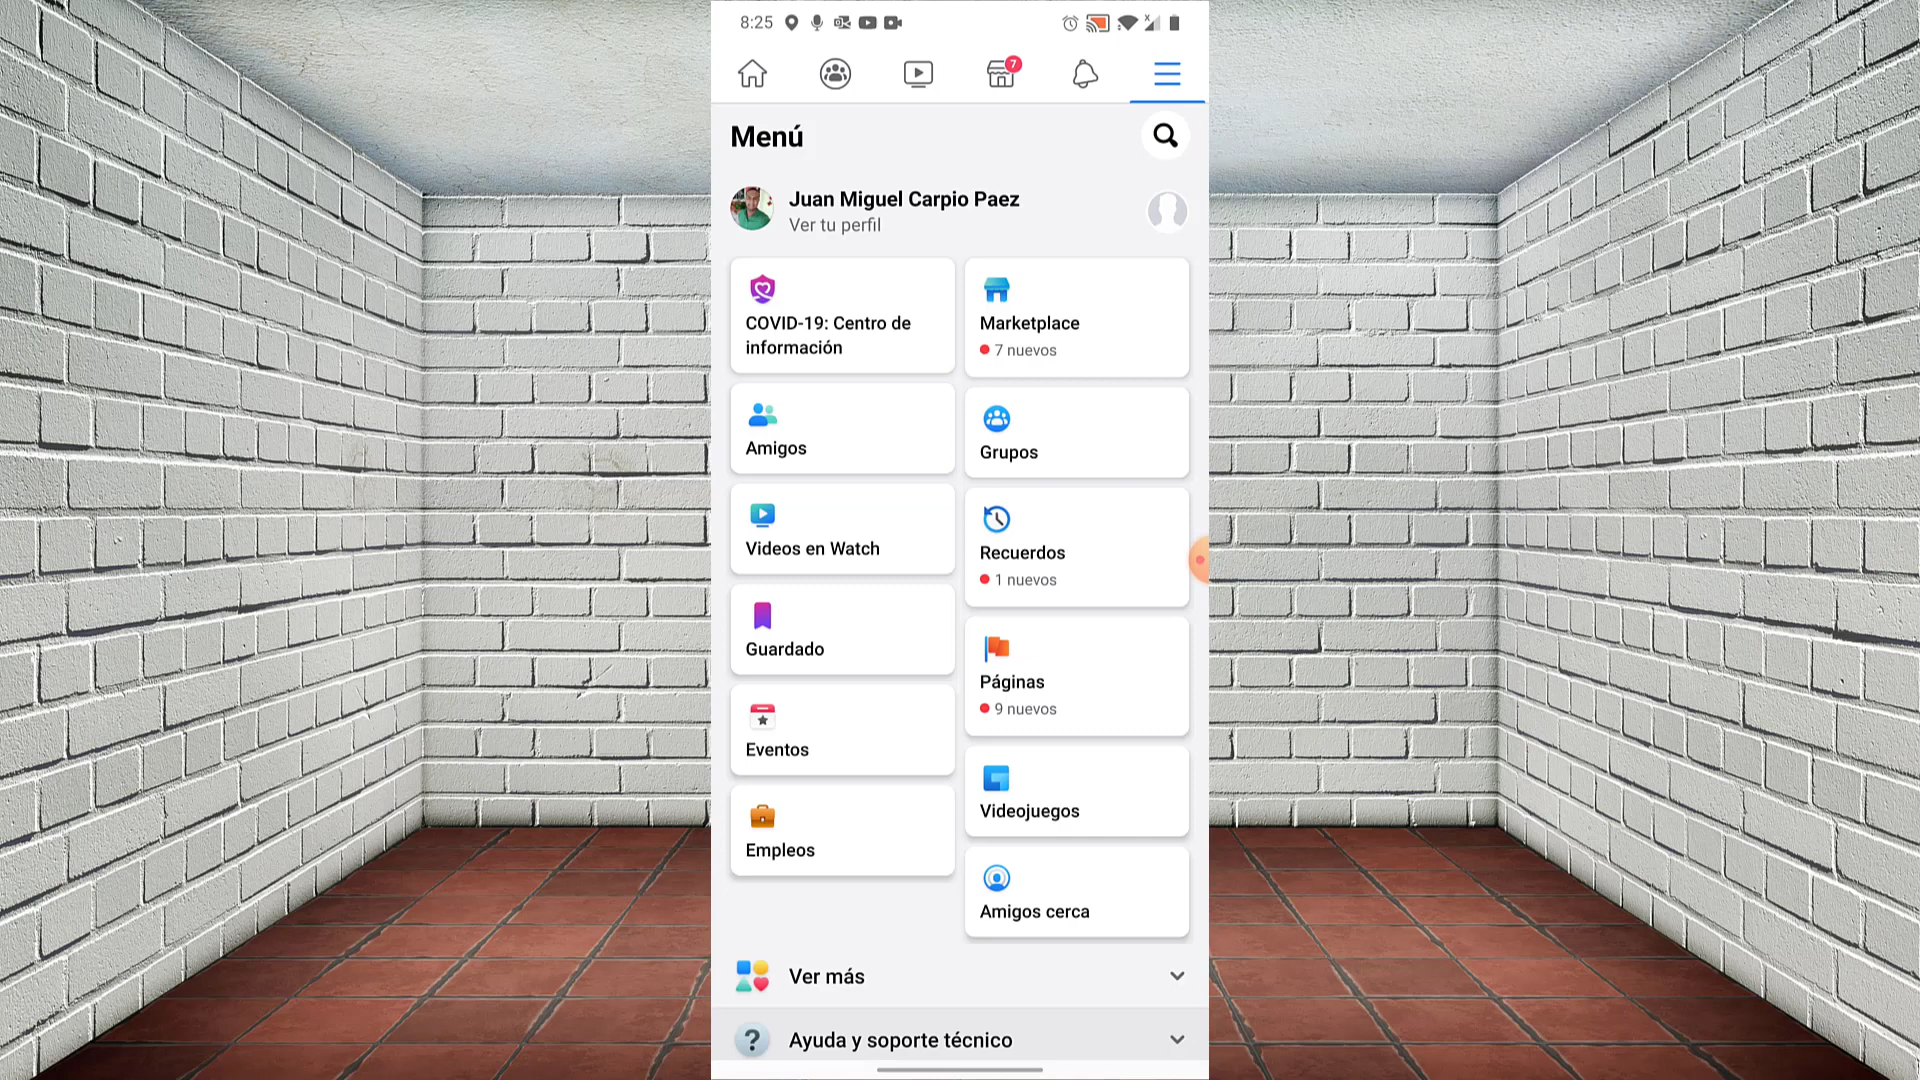 8:25
7
Menú
Juan Miguel Carpio Paez
Ver tu perfil
COVID-19: Centro de
información
Marketplace
7 nuevos
Amigos
Grupos
Videos en Watch
Recuerdos
1 nuevos
Guardado
Páginas
9 nuevos
Eventos
Videojuegos
Empleos
Amigos cerca
Ver más
? Ayuda y soporte técnico